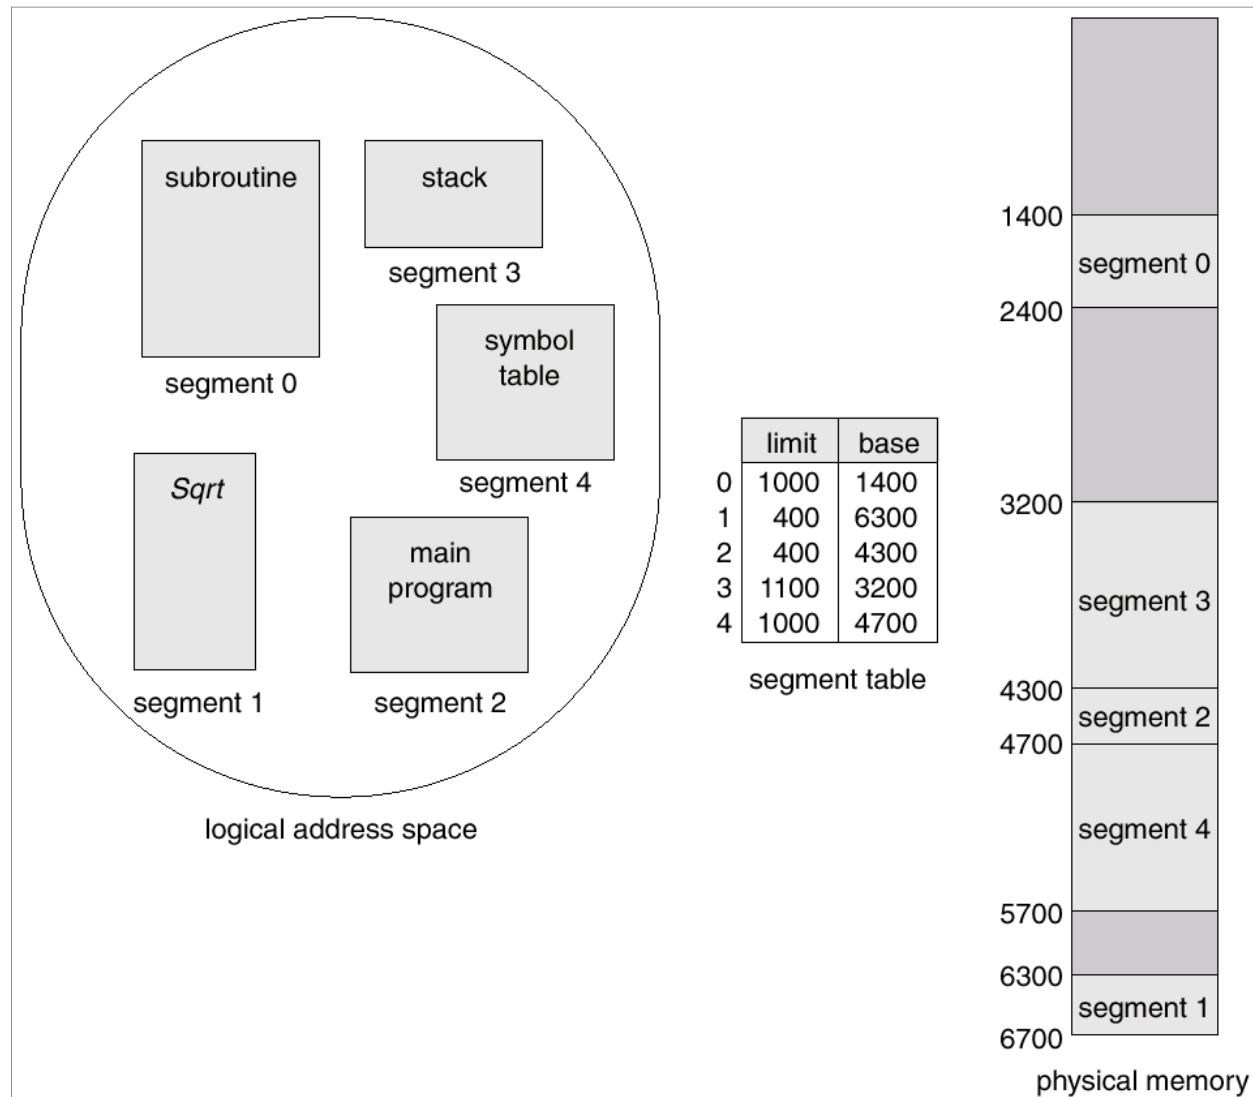 subroutine
segment 0
stack
segment 3
symbol
table
segment 4
Sqrt
segment 1
main
program
segment 2
logical address space
limit base
0 1000 1400
1 400 6300
2 400 4300
3 1100 3200
4 1000 4700
segment table
1400
segment 0
2400
3200
segment 3
4300
segment 2
4700
segment 4
5700
6300
segment 1
6700
physical memory